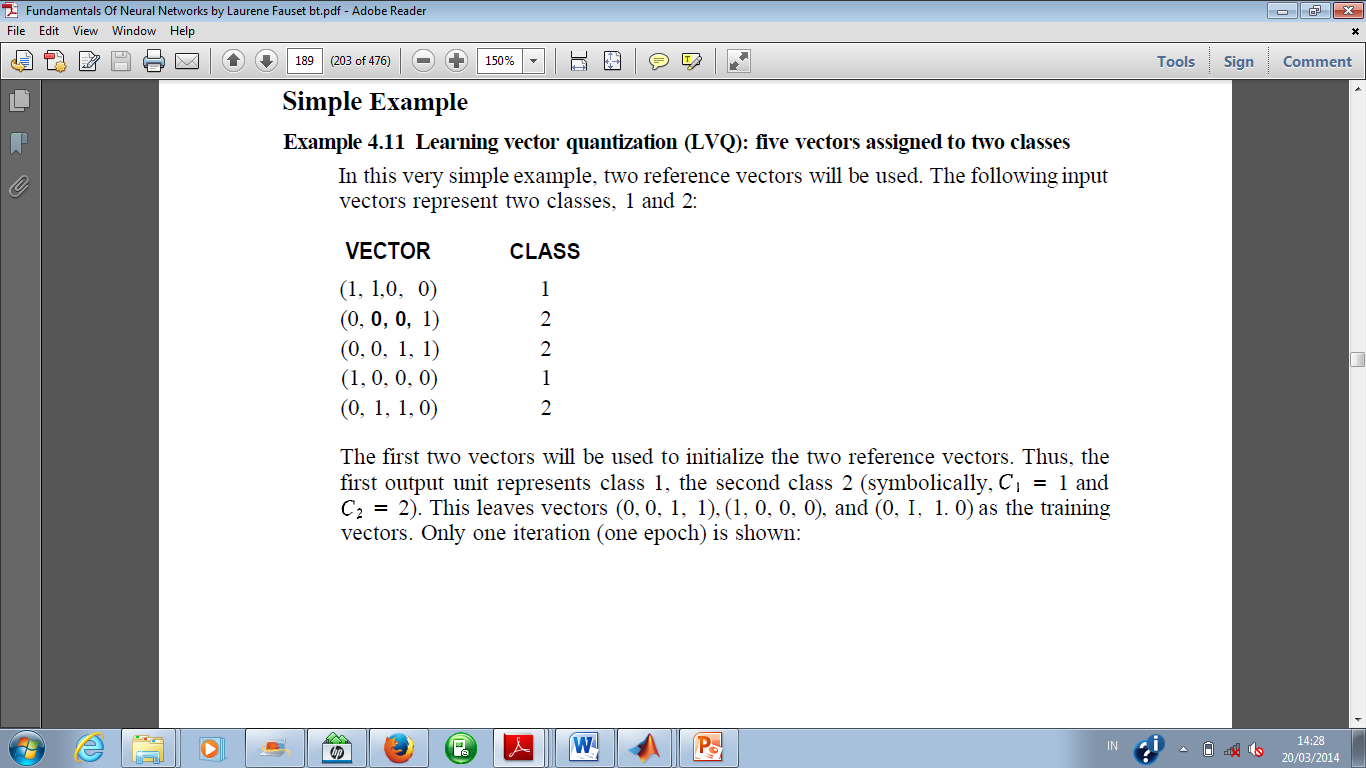 Fundamentals Of Neural Networks by Laurene Fauset bt.pdf - Adobe Reader
File Edit View Window Help
189 (203 of 476) 150% Tools Sign Comment
Simple Example
Example 4.11 Learning vector quantization (LVQ): five vectors assigned to two classes
In this very simple example, two reference vectors will be used. The following input
vectors represent two classes, 1 and 2:
VECTOR CLASS
(1, 1,0, 0) 1
(0, 0, 0, 1) 2
(0, 0, 1, 1) 2
(1, 0, 0, 0) 1
(0, 1, 1, 0) 2
The first two vectors will be used to initialize the two reference vectors. Thus, the
first output unit represents class 1, the second class 2 (symbolically, C₁ = 1 and
C₂ = 2). This leaves vectors (0, 0, 1, 1), (1, 0, 0, 0), and (0, I, 1. 0) as the training
vectors. Only one iteration (one epoch) is shown:
IN 14:28
20/03/2014